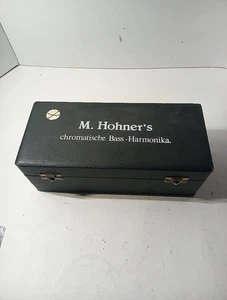 M. Hohner's
chromatische Bass-Harmonika.